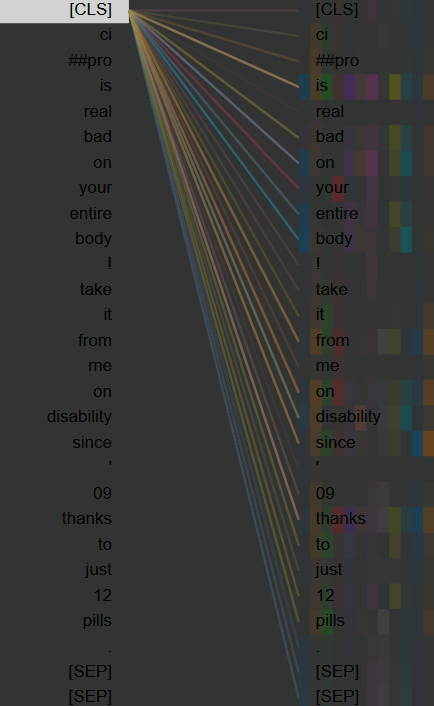 [CLS] [CLS]
ci ci
##pro ##pro
is is
real real
bad bad
on on
your your
entire entire
body body
! !
take take
it it
from from
me me
on on
disability disability
since since
' '
09 09
thanks thanks
to to
just just
12 12
pills pills
. .
[SEP] [SEP]
[SEP] [SEP]